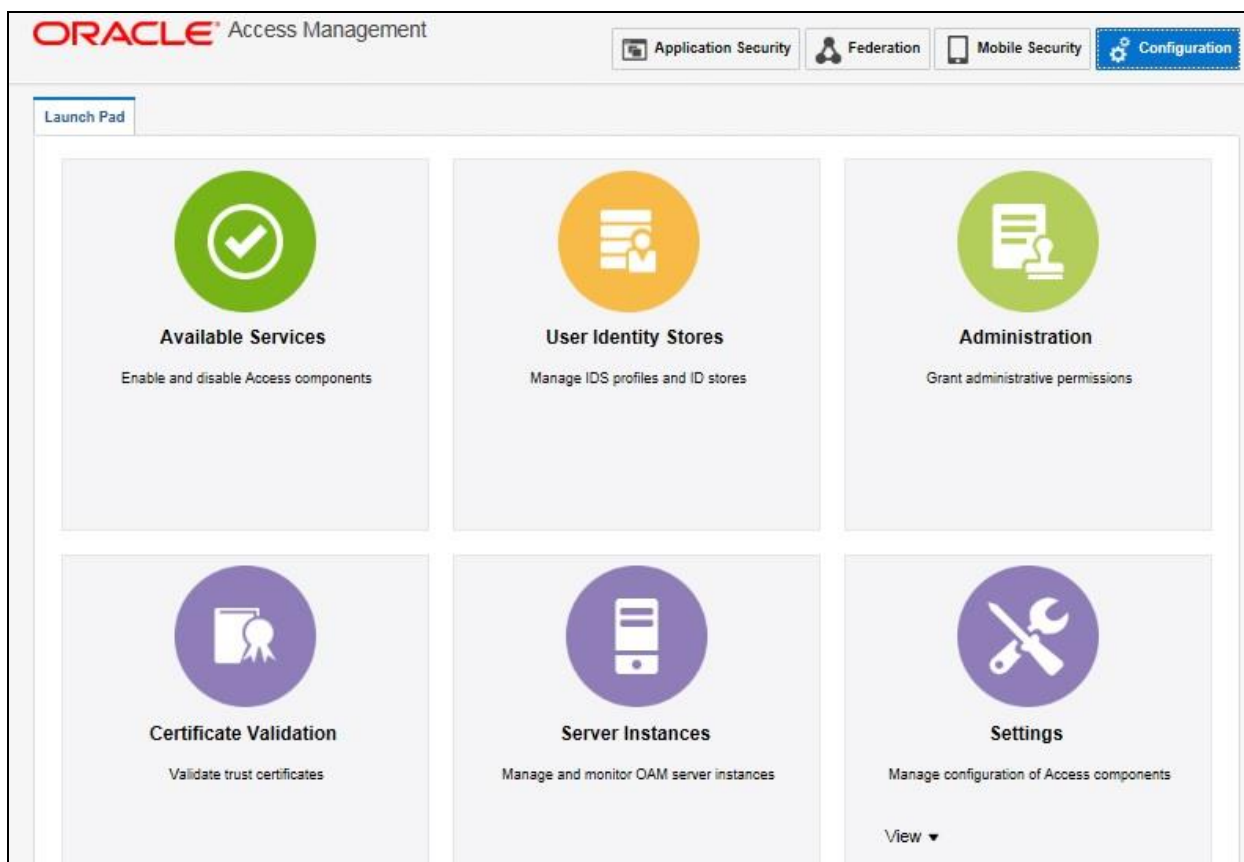 ORACLE® Access Management
Application Security
Federation
Mobile Security
Configuration
Launch Pad
Available Services
Enable and disable Access components
User Identity Stores
Manage IDS profiles and ID stores
Administration
Grant administrative permissions
Certificate Validation
Validate trust certificates
Server Instances
Manage and monitor OAM server instances
Settings
Manage configuration of Access components
View